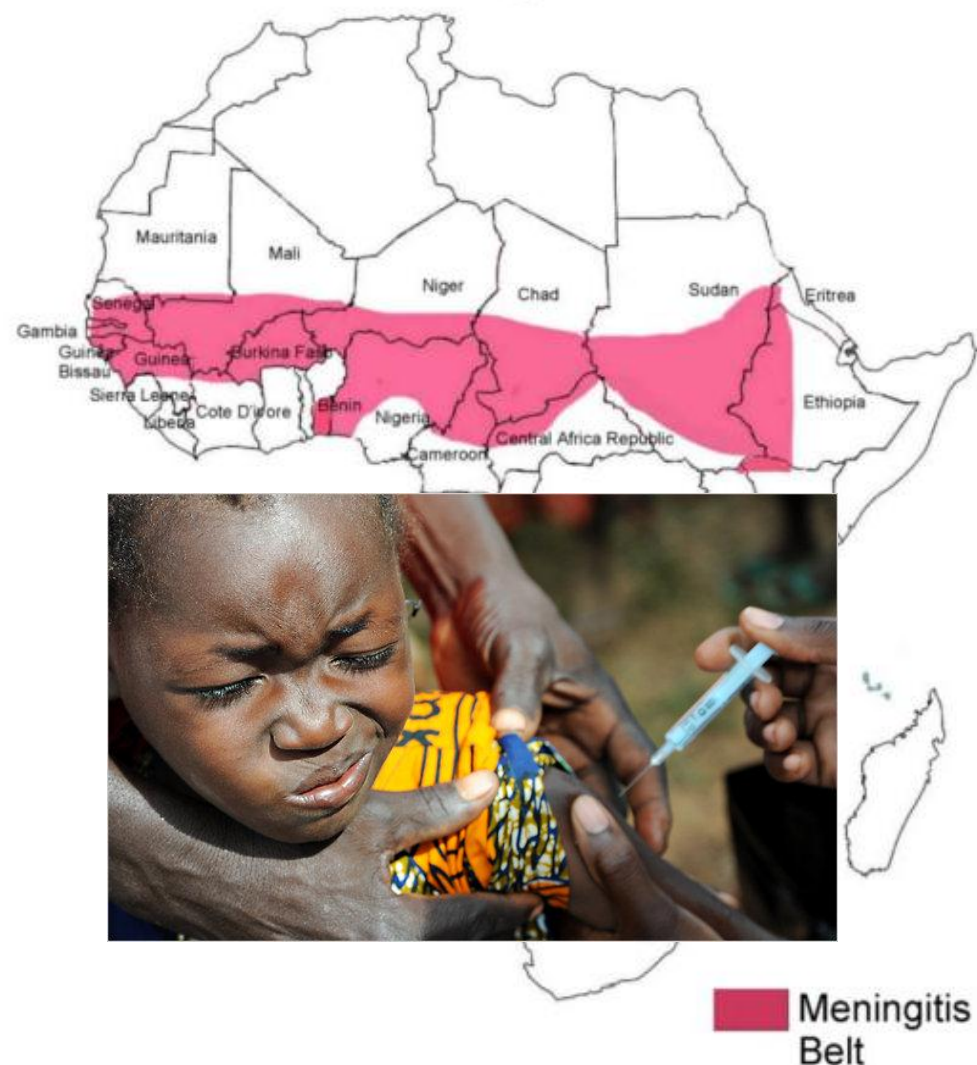 Mauritania
Mali
Niger
Chad
Sudan
Eritrea
Senegal
Gambia
Guinea
Bissau
Guinea
Burkina Faso
Sierra Leone
Liberia
Cote D'ivore
Benin
Nigeria
Cameroon
Central Africa Republic
Ethiopia
Meningitis
Belt